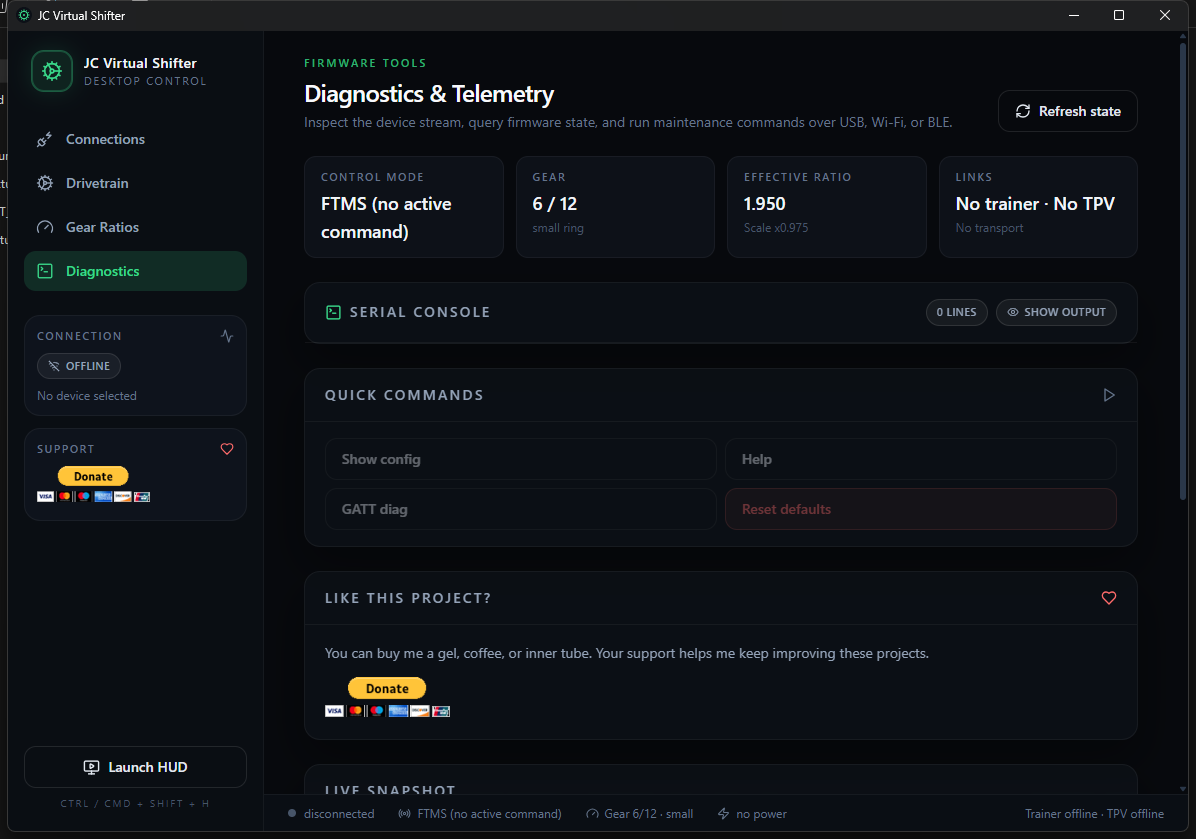 JC Virtual Shifter
JC Virtual Shifter
DESKTOP CONTROL
Connections
Drivetrain
Gear Ratios
Diagnostics
CONNECTION
OFFLINE
No device selected
SUPPORT
Donate
VISA
Launch HUD
CTRL / CMD + SHIFT + H
FIRMWARE TOOLS
Diagnostics & Telemetry
Inspect the device stream, query firmware state, and run maintenance commands over USB, Wi-Fi, or BLE.
Refresh state
CONTROL MODE
FTMS (no active
command)
GEAR
6 / 12
small ring
EFFECTIVE RATIO
1.950
Scale x0.975
LINKS
No trainer · No TPV
No transport
SERIAL CONSOLE
0 LINES
SHOW OUTPUT
QUICK COMMANDS
Show config
Help
GATT diag
Reset defaults
LIKE THIS PROJECT?
You can buy me a gel, coffee, or inner tube. Your support helps me keep improving these projects.
Donate
VISA
LIVE SNAPSHOT
disconnected
FTMS (no active command)
Gear 6/12 · small
no power
Trainer offline · TPV offline